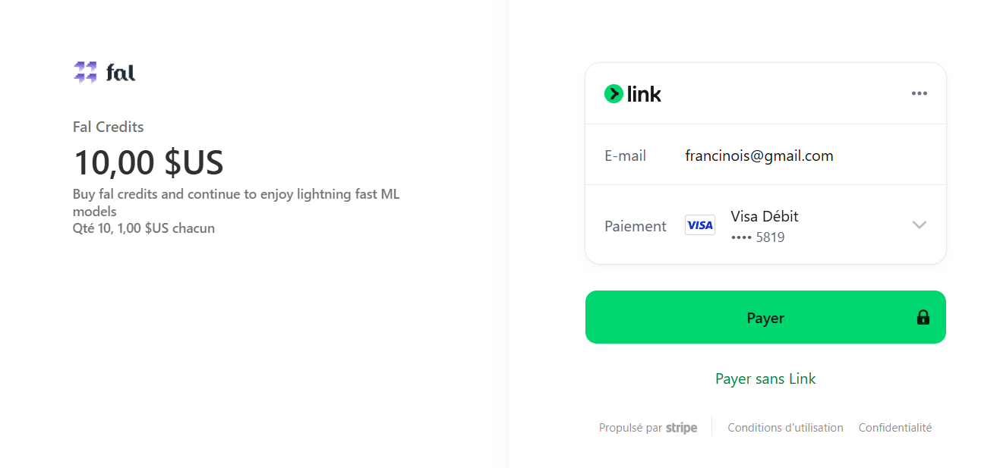 fal
Fal Credits
10,00 $US
Buy fal credits and continue to enjoy lightning fast ML
models
Qté 10, 1,00 $US chacun
link
E-mail francinois@gmail.com
Paiement VISA Visa Débit
•••• 5819
Payer
Payer sans Link
Propulsé par stripe Conditions d'utilisation Confidentialité